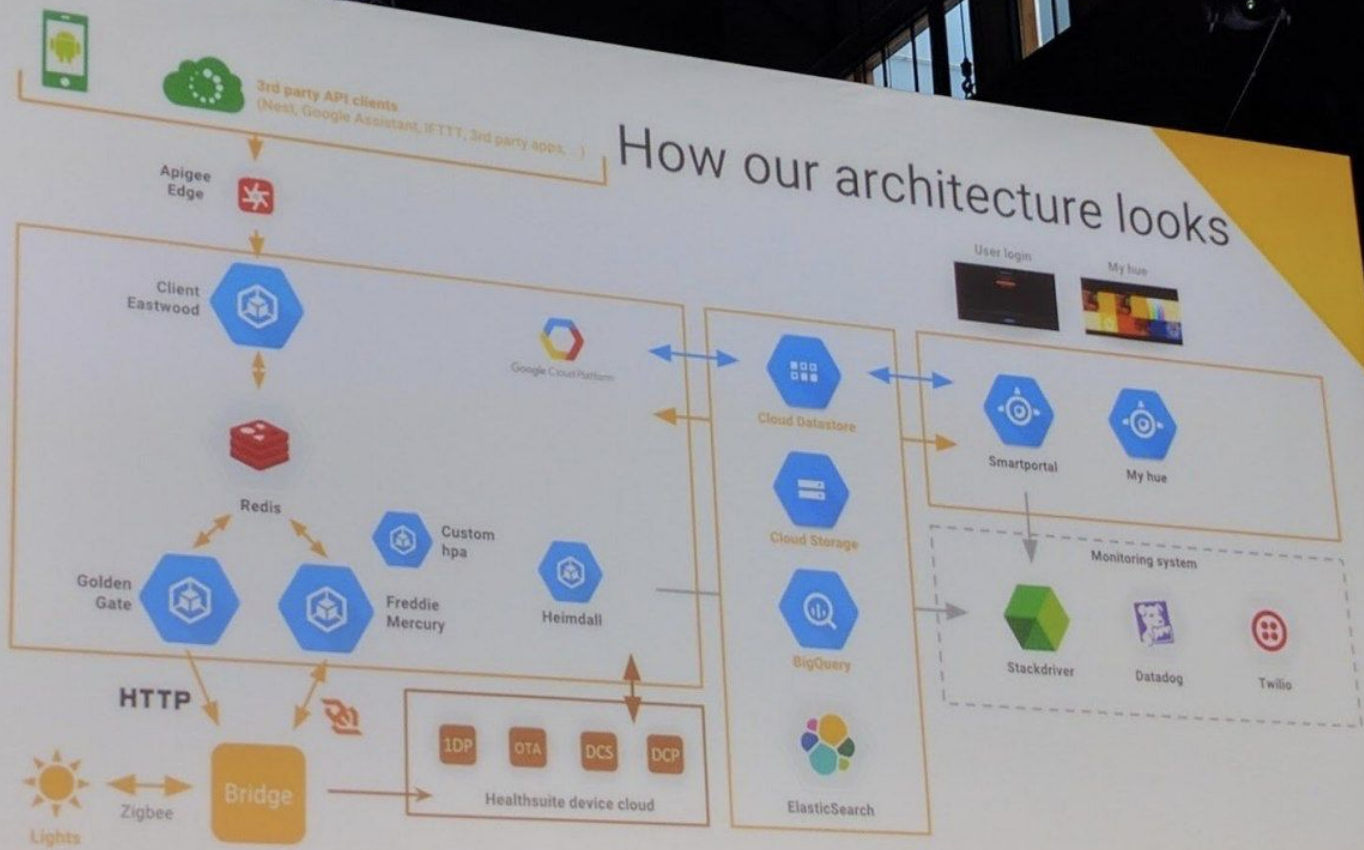 3rd party API clients
(Nest, Google Assistant, IFTTT, 3rd party apps, ...)
How our architecture looks
Apigee
Edge
User login
My hue
Client
Eastwood
Google Cloud Platform
Cloud Datastore
Smartportal
My hue
Redis
Custom
hpa
Cloud Storage
Monitoring system
Golden
Gate
Freddie
Mercury
Heimdall
BigQuery
Stackdriver
Datadog
Twilio
HTTP
1DP
OTA
DCS
DCP
Healthsuite device cloud
ElasticSearch
Bridge
Zigbee
Lights